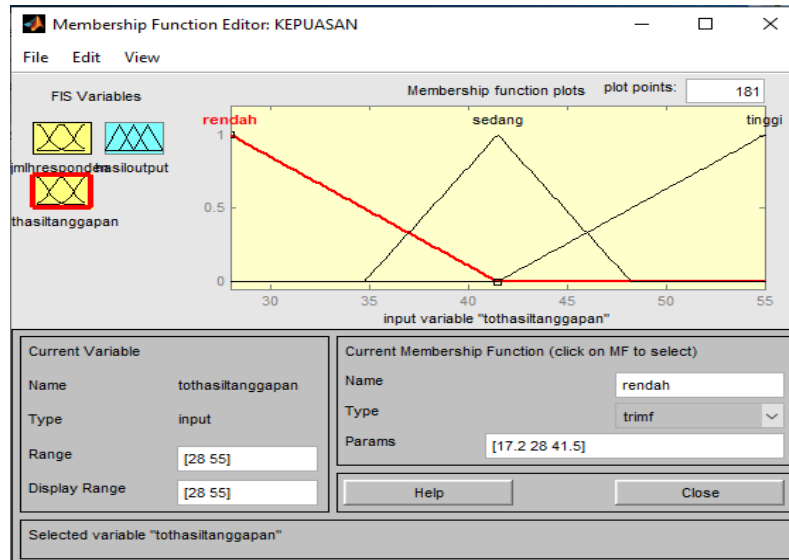 Membership Function Editor: KEPUASAN
File Edit View
FIS Variables
jmlhresponden hasiloutput
tothasiltanggapan
Membership function plots plot points: 181
rendah sedang tinggi
1
0.5
0
30 35 40 45 50 55
input variable "tothasiltanggapan"
Current Variable
Name tothasiltanggapan
Type input
Range [28 55]
Display Range [28 55]
Current Membership Function (click on MF to select)
Name rendah
Type trimf
Params [17.2 28 41.5]
Help Close
Selected variable "tothasiltanggapan"